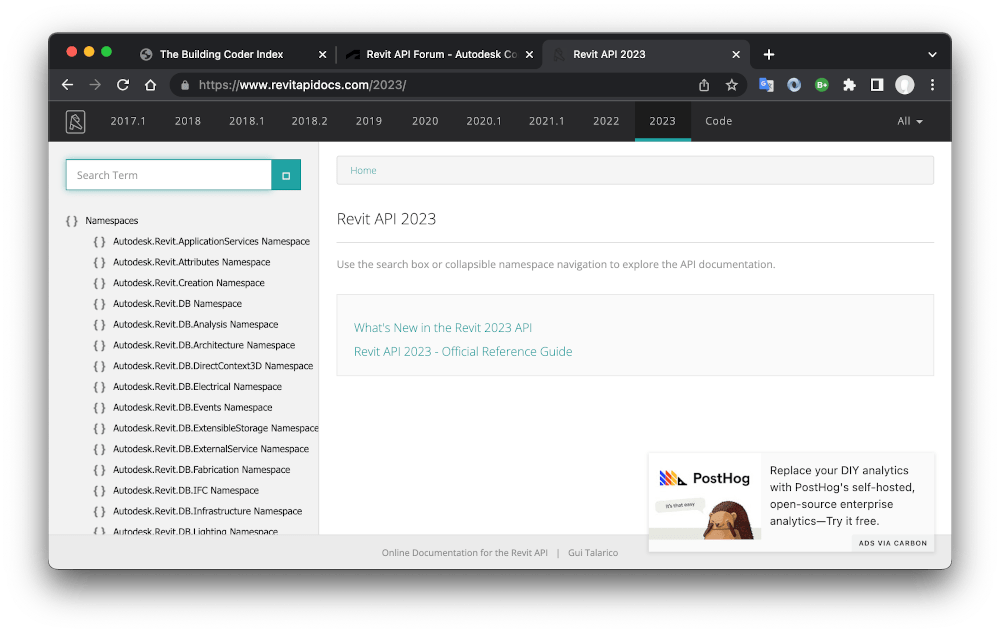 The Building Coder Index
Revit API Forum - Autodesk Co
Revit API 2023
https://www.revitapidocs.com/2023/
2017.1 2018 2018.1 2018.2 2019 2020 2020.1 2021.1 2022 2023 Code All
Search Term
Home
{ } Namespaces
{ } Autodesk.Revit.ApplicationServices Namespace
{ } Autodesk.Revit.Attributes Namespace
{ } Autodesk.Revit.Creation Namespace
{ } Autodesk.Revit.DB Namespace
{ } Autodesk.Revit.DB.Analysis Namespace
{ } Autodesk.Revit.DB.Architecture Namespace
{ } Autodesk.Revit.DB.DirectContext3D Namespace
{ } Autodesk.Revit.DB.Electrical Namespace
{ } Autodesk.Revit.DB.Events Namespace
{ } Autodesk.Revit.DB.ExtensibleStorage Namespace
{ } Autodesk.Revit.DB.ExternalService Namespace
{ } Autodesk.Revit.DB.Fabrication Namespace
{ } Autodesk.Revit.DB.IFC Namespace
{ } Autodesk.Revit.DB.Infrastructure Namespace
{ } Autodesk.Revit.DB.Lighting Namespace
Revit API 2023
Use the search box or collapsible namespace navigation to explore the API documentation.
What's New in the Revit 2023 API
Revit API 2023 - Official Reference Guide
PostHog
It's that easy
Replace your DIY analytics
with PostHog's self-hosted,
open-source enterprise
analytics—Try it free.
ADS VIA CARBON
Online Documentation for the Revit API | Gui Talarico